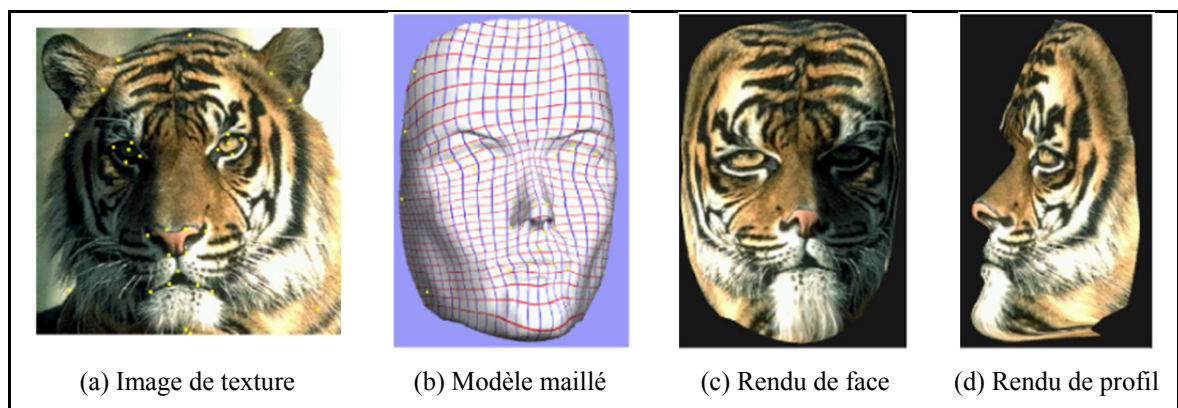 (a) Image de texture
(b) Modèle maillé
(c) Rendu de face
(d) Rendu de profil